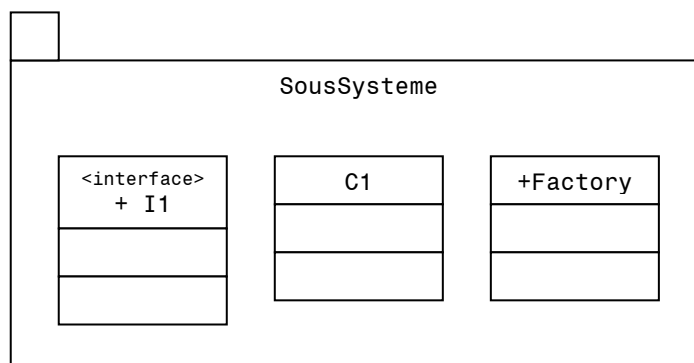 SousSysteme
<interface>
+ I1
C1
+Factory